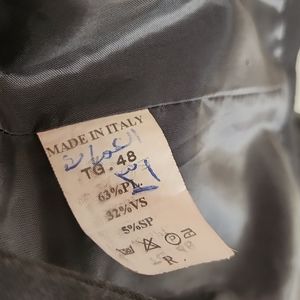 MADE IN ITALY
TG. 48
63%PL.
32%VS
5%SP
R.